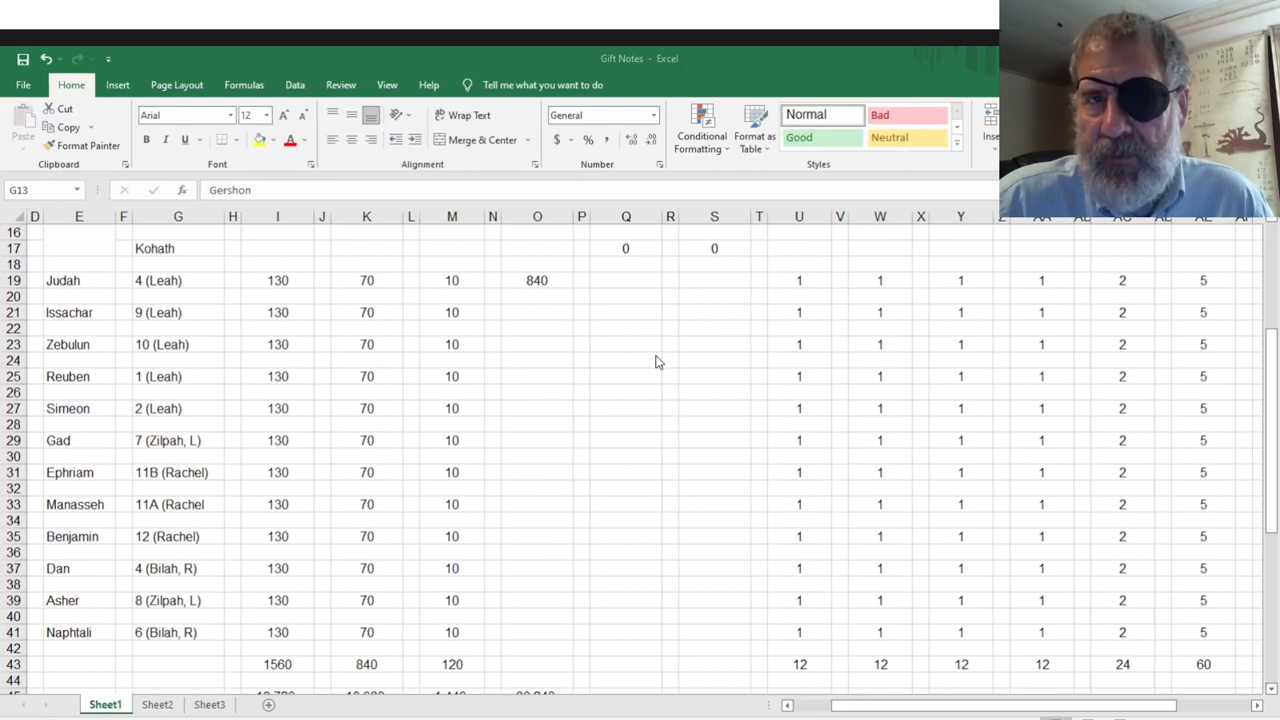 Gift Notes - Excel
File Home Insert Page Layout Formulas Data Review View Help Tell me what you want to do
Cut
Copy
Format Painter
Paste
Clipboard
Arial 12
B I U
Font
Wrap Text
Merge & Center
Alignment
General
$ %
Number
Conditional Formatting
Format as Table
Normal Bad
Good Neutral
Styles
G13 fx Gershon
D E F G H I J K L M N O P Q R S T U V W X Y
16
17 Kohath 0 0
18
19 Judah 4 (Leah) 130 70 10 840 1 1 1 1 2 5
20
21 Issachar 9 (Leah) 130 70 10 1 1 1 1 2 5
22
23 Zebulun 10 (Leah) 130 70 10 1 1 1 1 2 5
24
25 Reuben 1 (Leah) 130 70 10 1 1 1 1 2 5
26
27 Simeon 2 (Leah) 130 70 10 1 1 1 1 2 5
28
29 Gad 7 (Zilpah, L) 130 70 10 1 1 1 1 2 5
30
31 Ephriam 11B (Rachel) 130 70 10 1 1 1 1 2 5
32
33 Manasseh 11A (Rachel 130 70 10 1 1 1 1 2 5
34
35 Benjamin 12 (Rachel) 130 70 10 1 1 1 1 2 5
36
37 Dan 4 (Bilah, R) 130 70 10 1 1 1 1 2 5
38
39 Asher 8 (Zilpah, L) 130 70 10 1 1 1 1 2 5
40
41 Naphtali 6 (Bilah, R) 130 70 10 1 1 1 1 2 5
42
43 1560 840 120 12 12 12 12 24 60
44
Sheet1 Sheet2 Sheet3